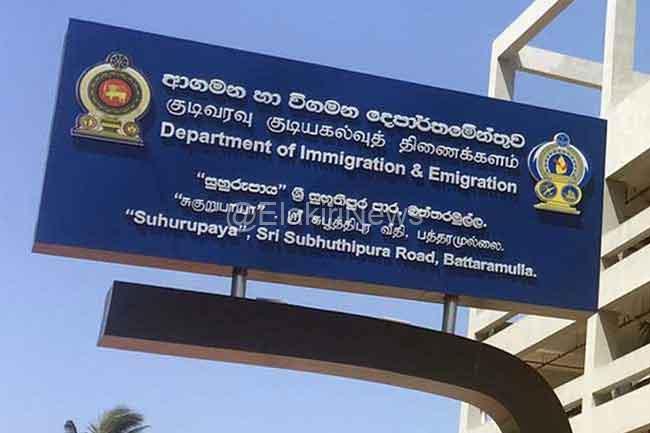 ආගමන හා විගමන දෙපාර්තමේන්තුව
குடிவரவு குடியகல்வுத் திணைக்களம்
Department of Immigration & Emigration
"සුහුරුපාය" ශ්‍රී සුභූතිපුර පාර, බත්තරමුල්ල.
"சுகுறுபாய" வீதி, பத்தரமுல்லை.
"Suhurupaya", Sri Subhuthipura Road, Battaramulla.
@ElakiriNews